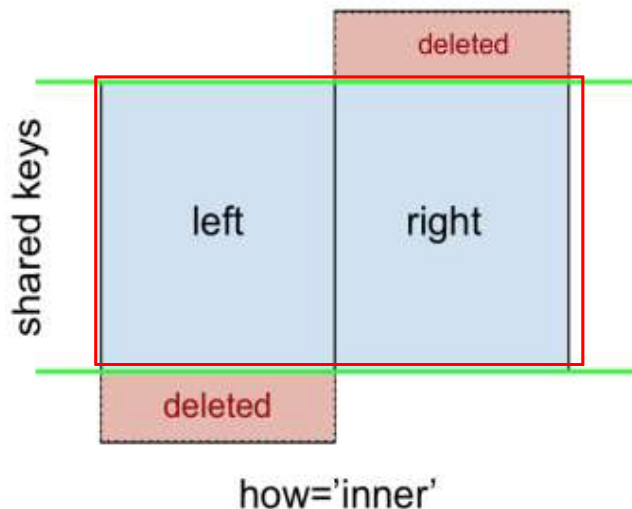 deleted
shared keys
left
right
deleted
how=’inner’